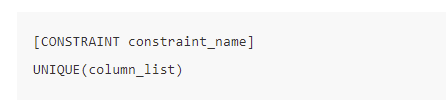 [CONSTRAINT constraint_name]
UNIQUE(column_list)